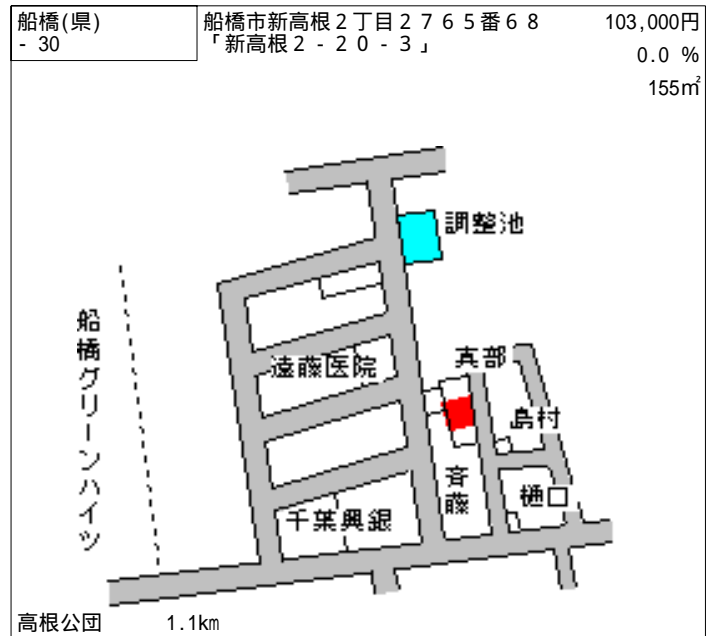 船橋(県)
- 30
船橋市新高根２丁目２７６５番６８
「新高根２‐２０‐３」
103,000円
0.0 %
155㎡
調整池
船橋グリーンハイツ
遠藤医院
真部
島村
斉藤
樋口
千葉興銀
高根公団 1.1km